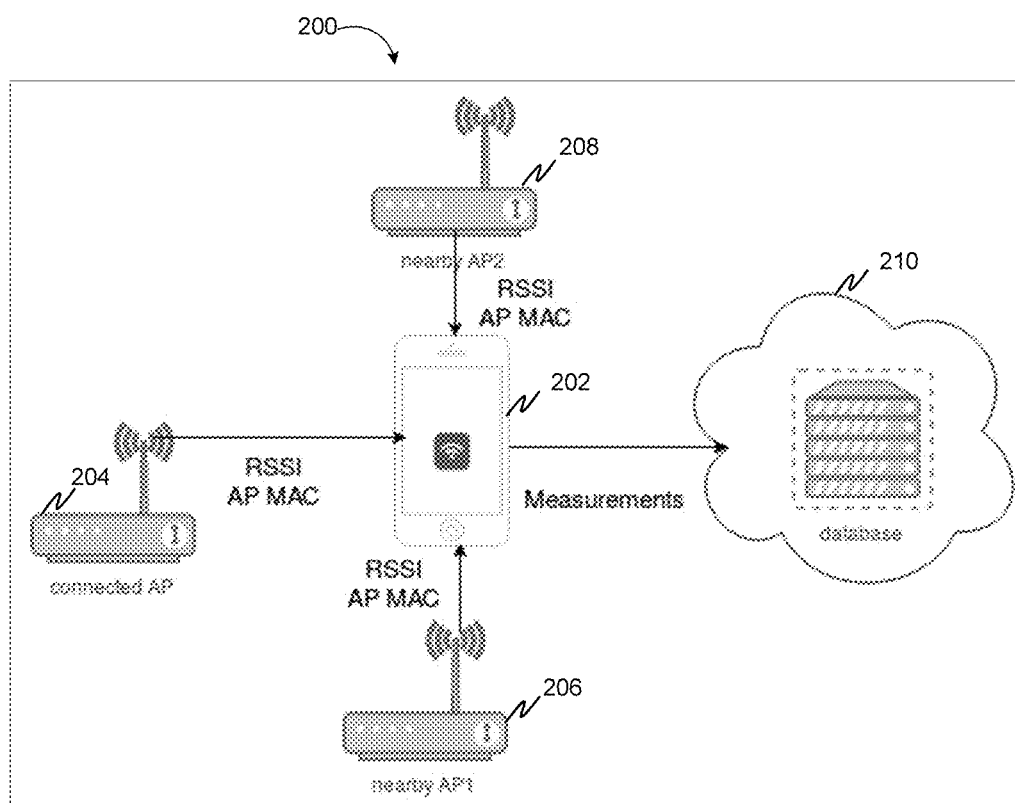 200
208
nearby AP2
RSSI
AP MAC
210
202
204
RSSI
AP MAC
Measurements
database
connected AP
RSSI
AP MAC
206
nearby AP1